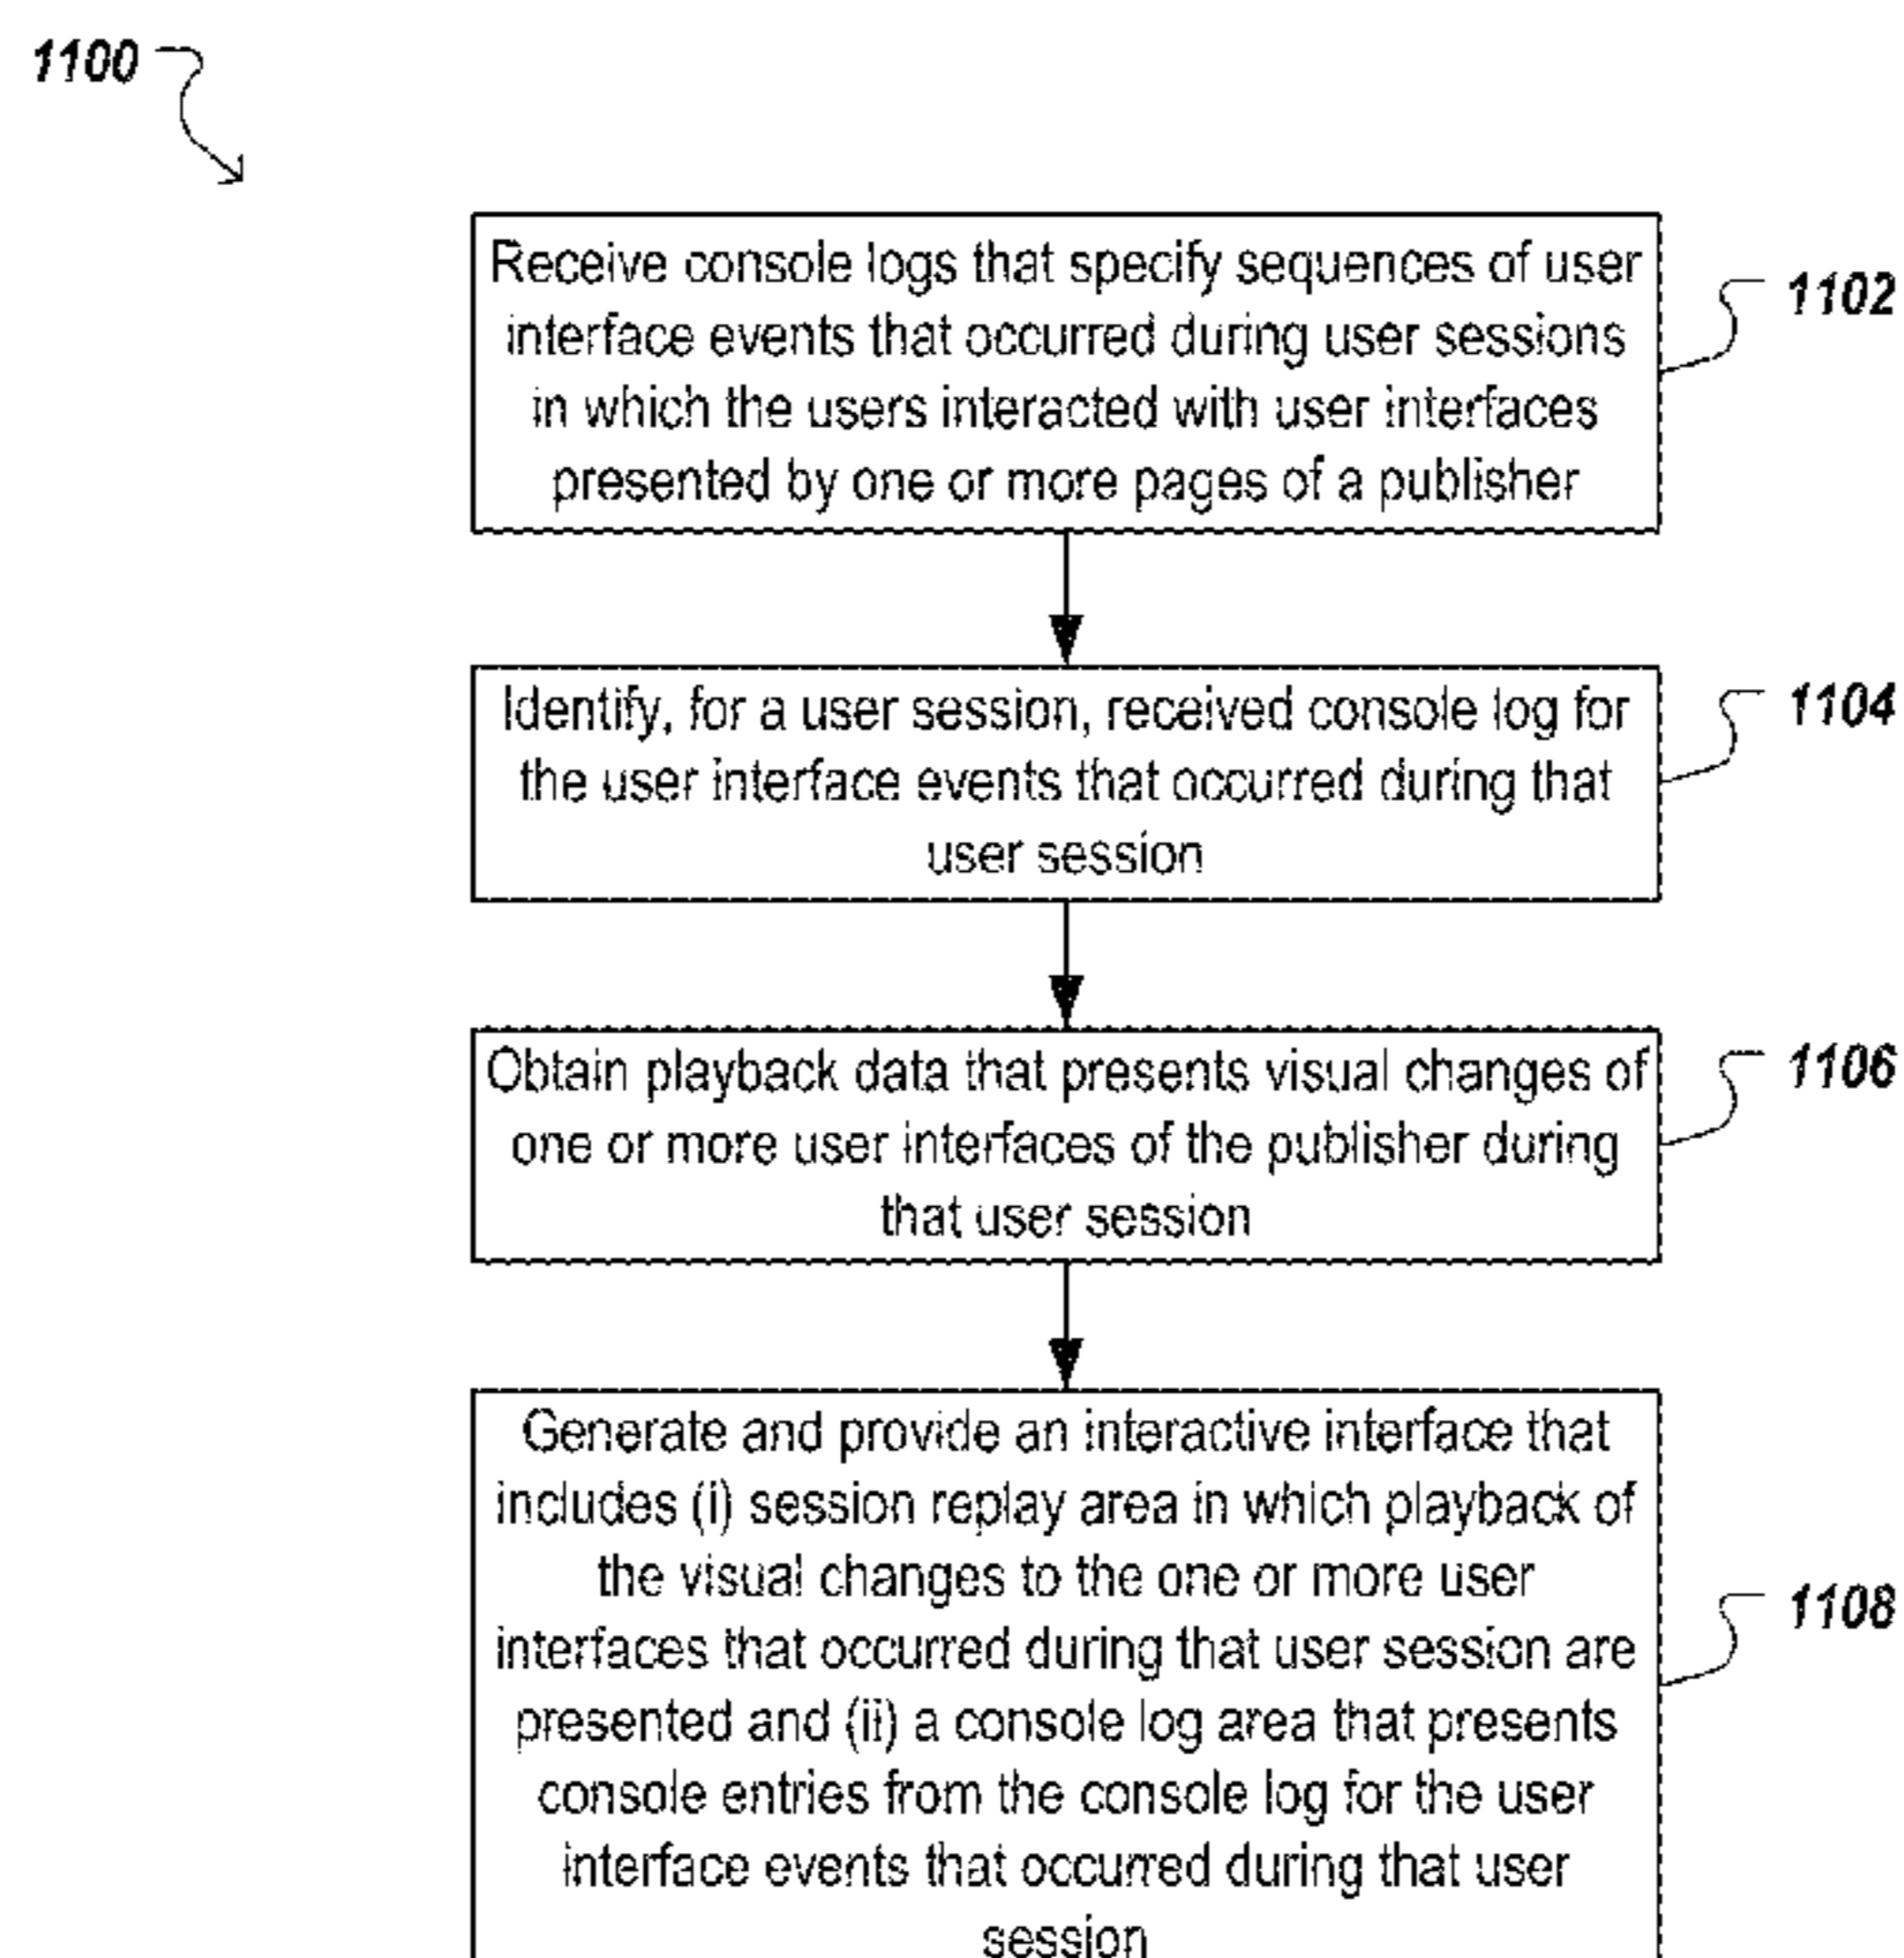 1100
Receive console logs that specify sequences of user
interface events that occurred during user sessions
in which the users interacted with user interfaces
presented by one or more pages of a publisher
1102
Identify, for a user session, received console log for
the user interface events that occurred during that
user session
1104
Obtain playback data that presents visual changes of
one or more user interfaces of the publisher during
that user session
1106
Generate and provide an interactive interface that
includes (i) session replay area in which playback of
the visual changes to the one or more user
interfaces that occurred during that user session are
presented and (ii) a console log area that presents
console entries from the console log for the user
interface events that occurred during that user
session
1108